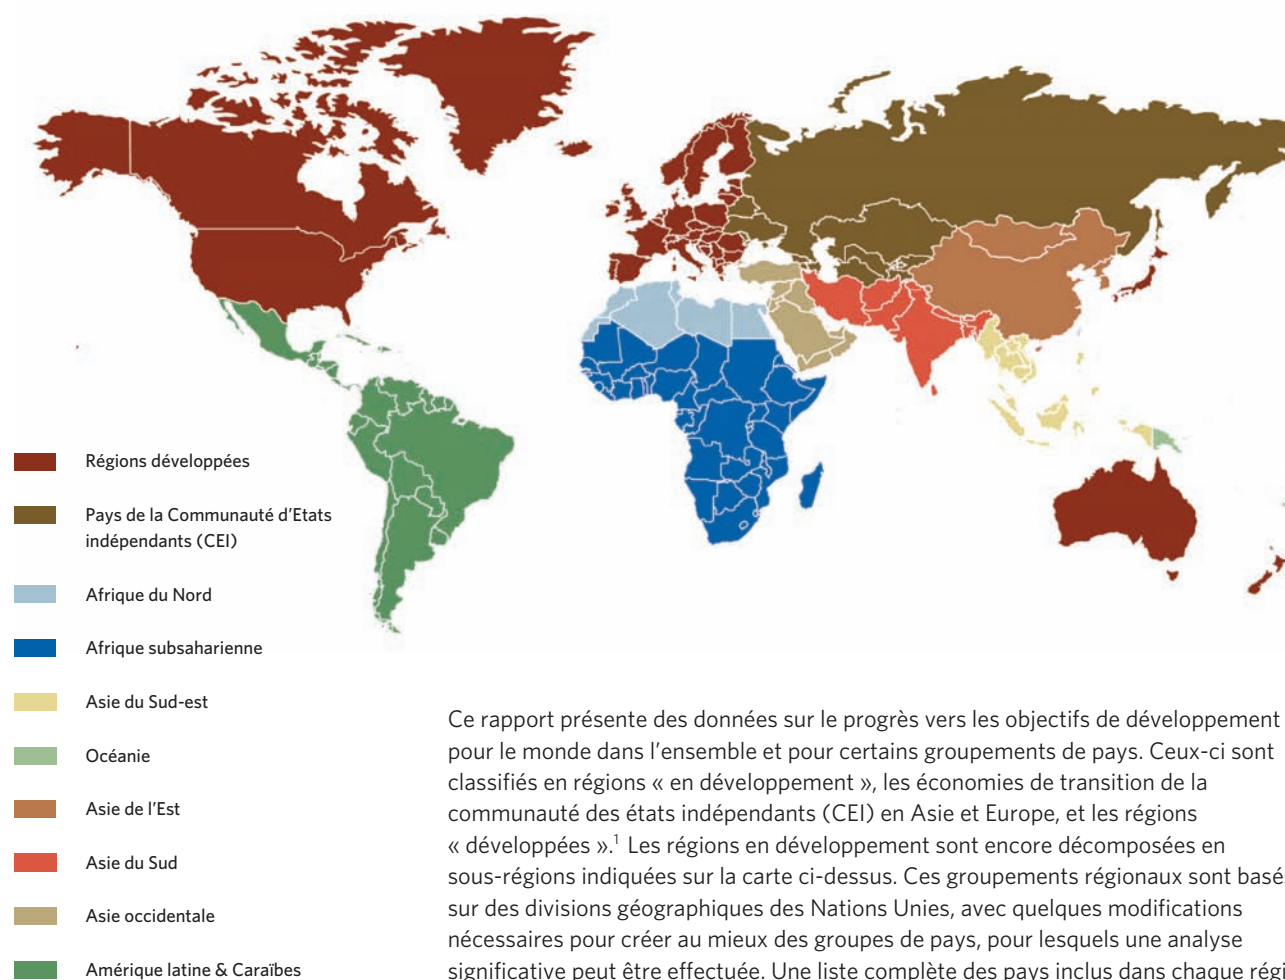 Régions développées
Pays de la Communauté d'Etats
indépendants (CEI)
Afrique du Nord
Afrique subsaharienne
Asie du Sud-est
Océanie
Asie de l'Est
Asie du Sud
Asie occidentale
Amérique latine & Caraïbes
Ce rapport présente des données sur le progrès vers les objectifs de développement
pour le monde dans l'ensemble et pour certains groupements de pays. Ceux-ci sont
classifiés en régions « en développement », les économies de transition de la
communauté des états indépendants (CEI) en Asie et Europe, et les régions
« développées ».¹ Les régions en développement sont encore décomposées en
sous-régions indiquées sur la carte ci-dessus. Ces groupements régionaux sont basés
sur des divisions géographiques des Nations Unies, avec quelques modifications
nécessaires pour créer au mieux des groupes de pays, pour lesquels une analyse
significative peut être effectuée. Une liste complète des pays inclus dans chaque